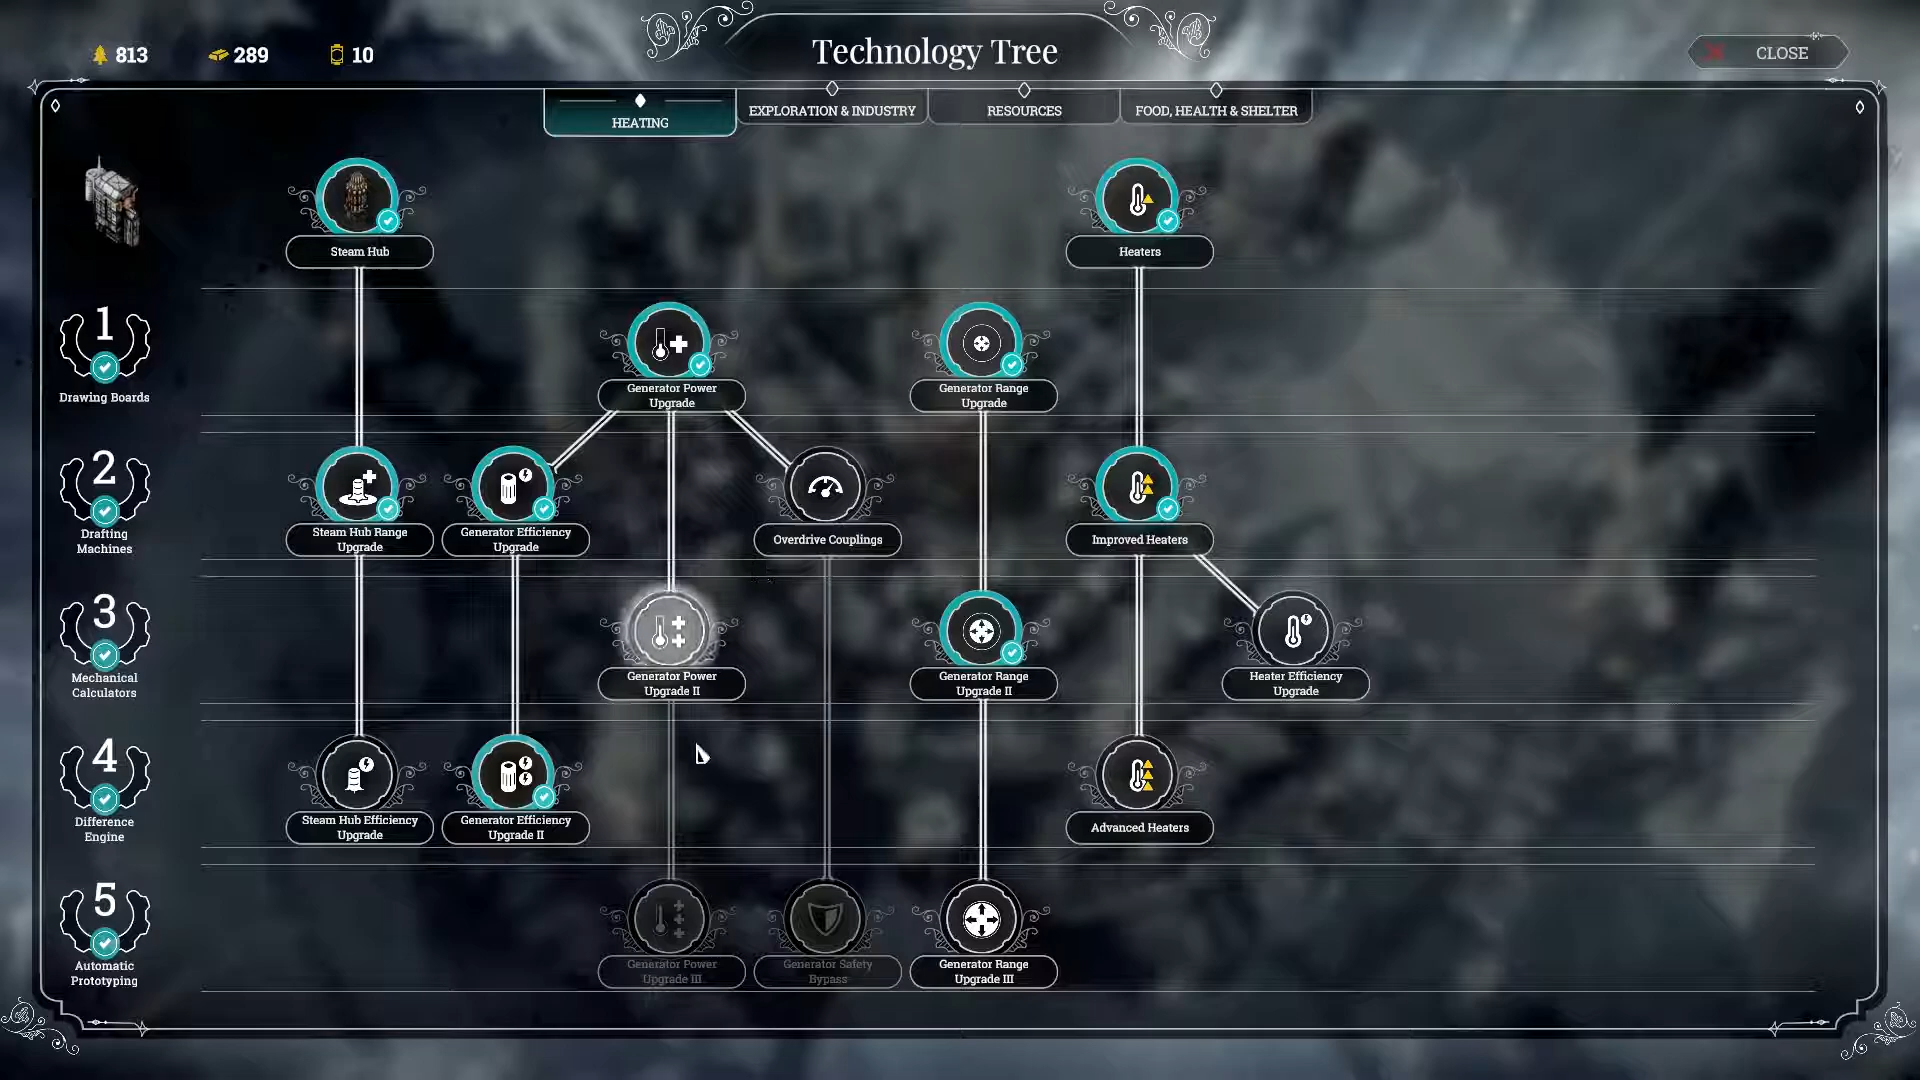 813
289
10
Technology Tree
CLOSE
HEATING
EXPLORATION & INDUSTRY
RESOURCES
FOOD, HEALTH & SHELTER
Steam Hub
Heaters
1
Drawing Boards
Generator Power
Upgrade
Generator Range
Upgrade
2
Drafting
Machines
Steam Hub Range
Upgrade
Generator Efficiency
Upgrade
Overdrive Couplings
Improved Heaters
3
Mechanical
Calculators
Generator Power
Upgrade II
Generator Range
Upgrade II
Heater Efficiency
Upgrade
4
Difference
Engine
Steam Hub Efficiency
Upgrade
Generator Efficiency
Upgrade II
Advanced Heaters
5
Automatic
Prototyping
Generator Power
Upgrade III
Generator Safety
Bypass
Generator Range
Upgrade III